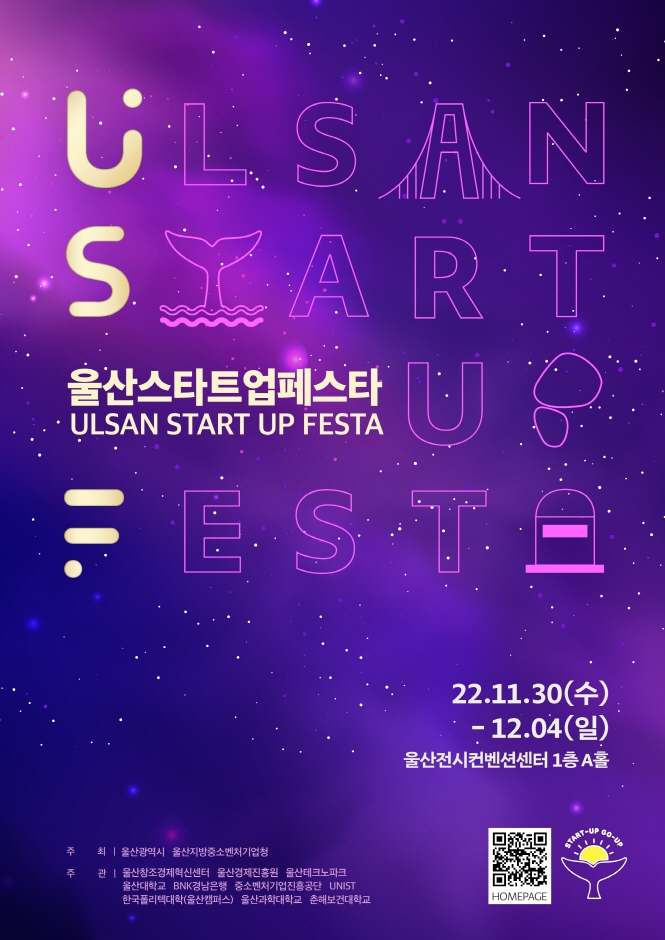 ULSAN
START
울산스타트업페스타
ULSAN START UP FESTA
UP
FESTA
22.11.30(수)
- 12.04(일)
울산전시컨벤션센터 1층 A홀
주 최 | 울산광역시 울산지방중소벤처기업청
주 관 | 울산창조경제혁신센터 울산경제진흥원 울산테크노파크
울산대학교 BNK경남은행 중소벤처기업진흥공단 UNIST
한국폴리텍대학(울산캠퍼스) 울산과학대학교 춘해보건대학교
HOMEPAGE
START-UP GO-UP